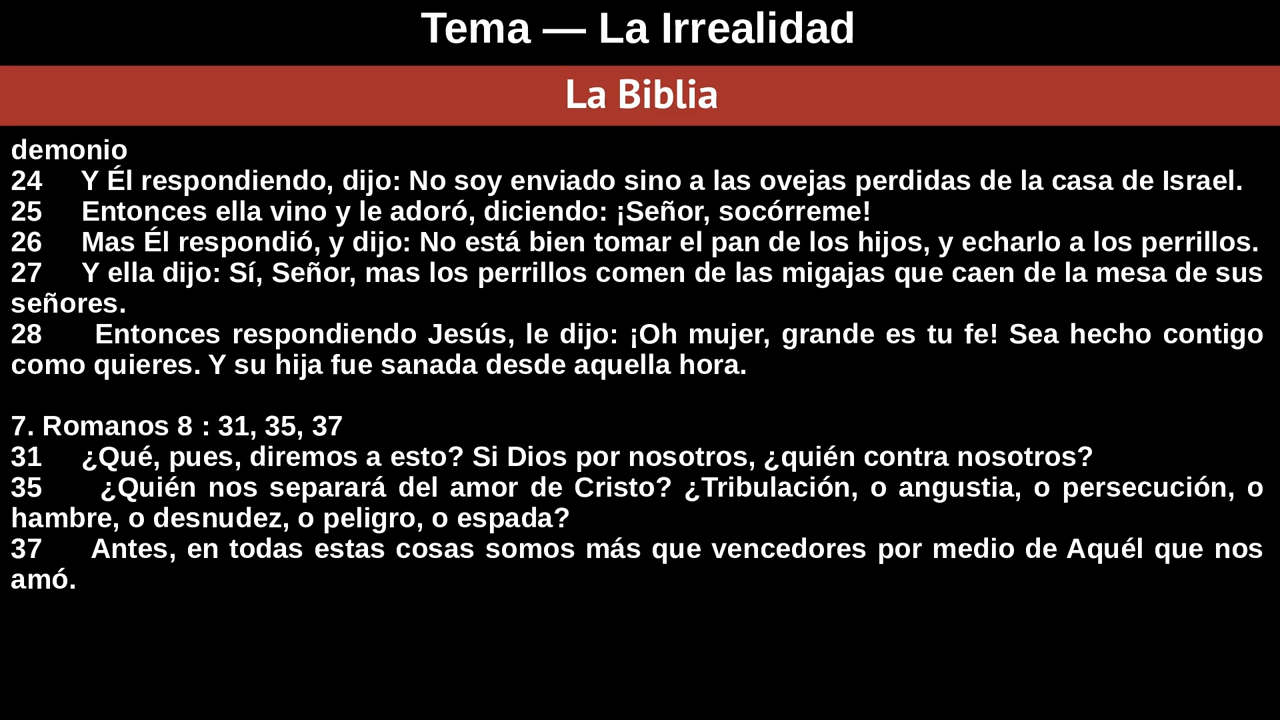 Tema — La Irrealidad
La Biblia
demonio
24 Y Él respondiendo, dijo: No soy enviado sino a las ovejas perdidas de la casa de Israel.
25 Entonces ella vino y le adoró, diciendo: ¡Señor, socórreme!
26 Mas Él respondió, y dijo: No está bien tomar el pan de los hijos, y echarlo a los perrillos.
27 Y ella dijo: Sí, Señor, mas los perrillos comen de las migajas que caen de la mesa de sus
señores.
28 Entonces respondiendo Jesús, le dijo: ¡Oh mujer, grande es tu fe! Sea hecho contigo
como quieres. Y su hija fue sanada desde aquella hora.
7. Romanos 8 : 31, 35, 37
31 ¿Qué, pues, diremos a esto? Si Dios por nosotros, ¿quién contra nosotros?
35 ¿Quién nos separará del amor de Cristo? ¿Tribulación, o angustia, o persecución, o
hambre, o desnudez, o peligro, o espada?
37 Antes, en todas estas cosas somos más que vencedores por medio de Aquél que nos
amó.